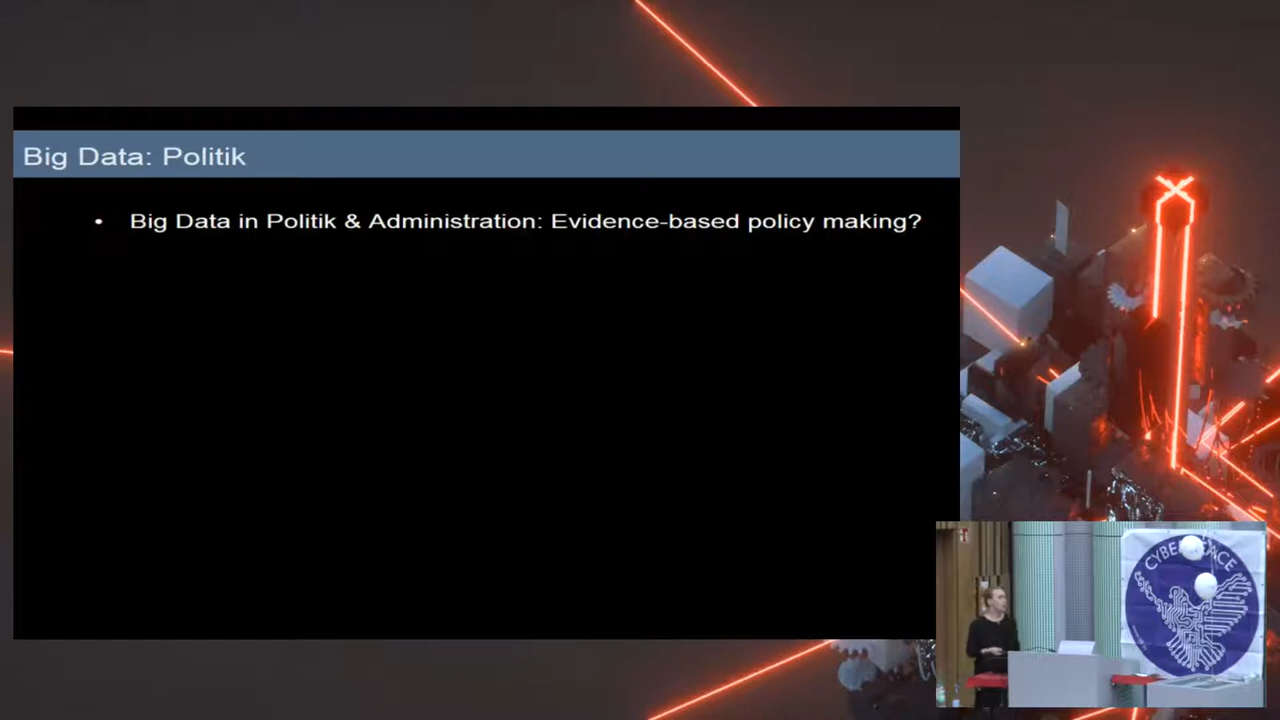 Big Data: Politik
• Big Data in Politik & Administration: Evidence-based policy making?